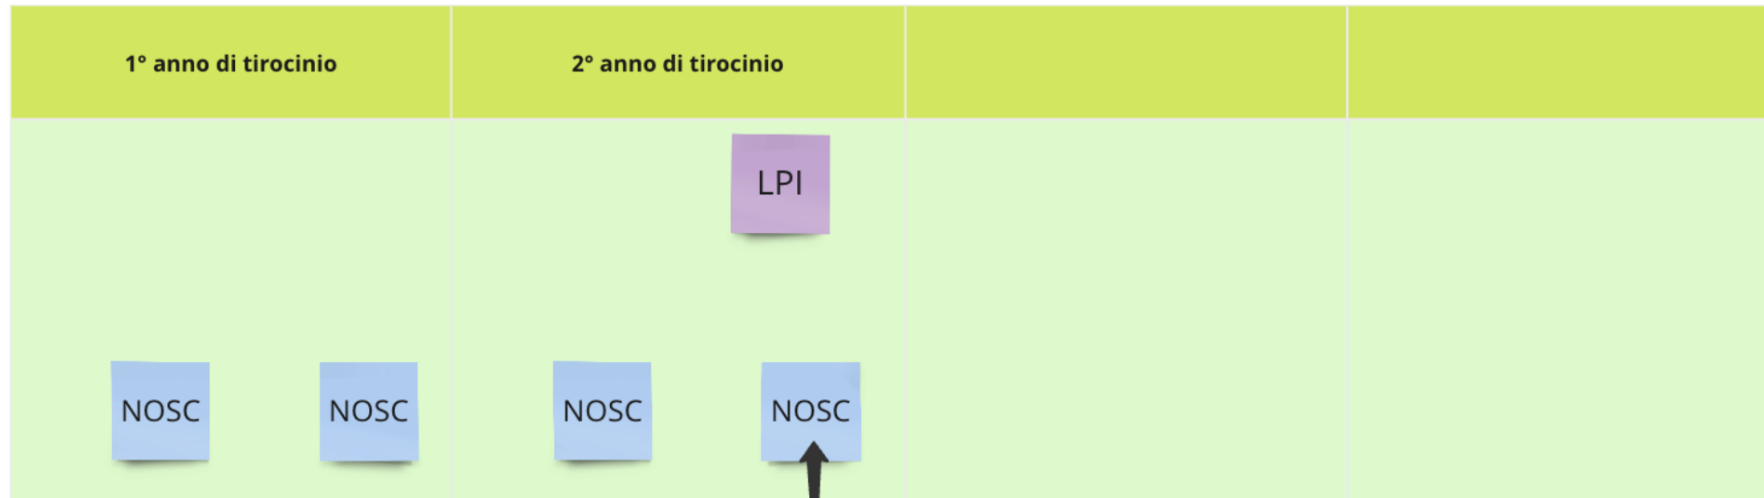 1° anno di tirocinio
2° anno di tirocinio
LPI
NOSC
NOSC
NOSC
NOSC